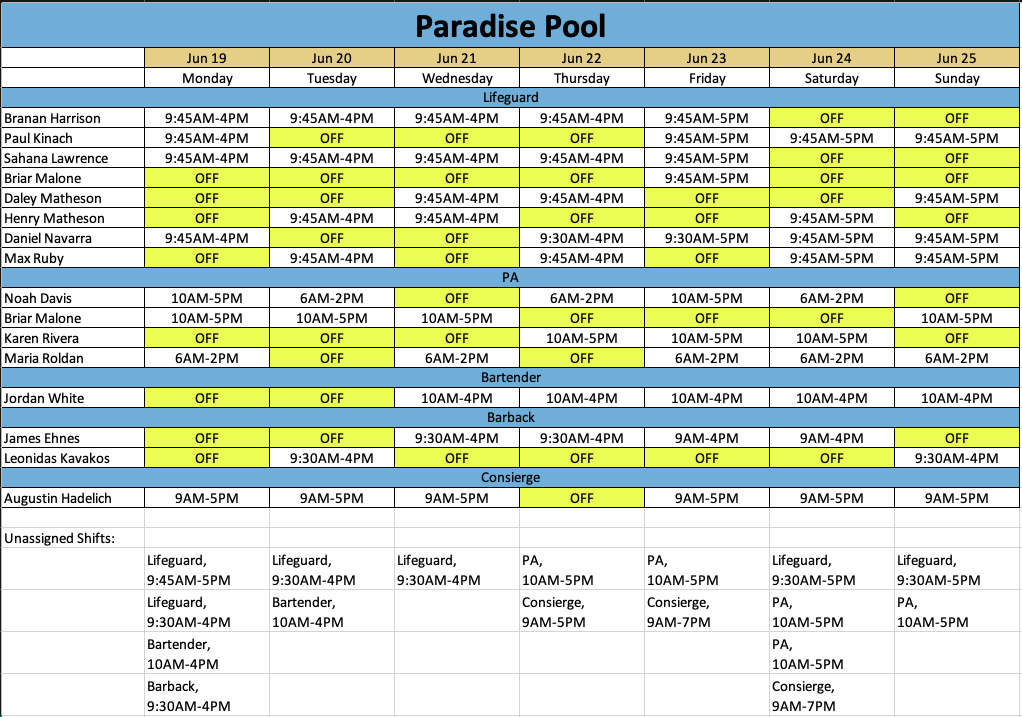 Paradise Pool
Jun 19 Jun 20 Jun 21 Jun 22 Jun 23 Jun 24 Jun 25
Monday Tuesday Wednesday Thursday Friday Saturday Sunday
Lifeguard
Branan Harrison 9:45AM-4PM 9:45AM-4PM 9:45AM-4PM 9:45AM-4PM 9:45AM-5PM OFF OFF
Paul Kinach 9:45AM-4PM OFF OFF OFF 9:45AM-5PM 9:45AM-5PM 9:45AM-5PM
Sahana Lawrence 9:45AM-4PM 9:45AM-4PM 9:45AM-4PM 9:45AM-4PM 9:45AM-5PM OFF OFF
Briar Malone OFF OFF OFF OFF 9:45AM-5PM OFF OFF
Daley Matheson OFF OFF 9:45AM-4PM 9:45AM-4PM OFF OFF 9:45AM-5PM
Henry Matheson OFF 9:45AM-4PM 9:45AM-4PM OFF OFF 9:45AM-5PM OFF
Daniel Navarra 9:45AM-4PM OFF OFF 9:30AM-4PM 9:30AM-5PM 9:45AM-5PM 9:45AM-5PM
Max Ruby OFF 9:45AM-4PM OFF 9:45AM-4PM OFF 9:45AM-5PM 9:45AM-5PM
PA
Noah Davis 10AM-5PM 6AM-2PM OFF 6AM-2PM 10AM-5PM 6AM-2PM OFF
Briar Malone 10AM-5PM 10AM-5PM 10AM-5PM OFF OFF OFF 10AM-5PM
Karen Rivera OFF OFF OFF 10AM-5PM 10AM-5PM 10AM-5PM OFF
Maria Roldan 6AM-2PM OFF 6AM-2PM OFF 6AM-2PM 6AM-2PM 6AM-2PM
Bartender
Jordan White OFF OFF 10AM-4PM 10AM-4PM 10AM-4PM 10AM-4PM 10AM-4PM
Barback
James Ehnes OFF OFF 9:30AM-4PM 9:30AM-4PM 9AM-4PM 9AM-4PM OFF
Leonidas Kavakos OFF 9:30AM-4PM OFF OFF OFF OFF 9:30AM-4PM
Consierge
Augustin Hadelich 9AM-5PM 9AM-5PM 9AM-5PM OFF 9AM-5PM 9AM-5PM 9AM-5PM
Unassigned Shifts:
Lifeguard, Lifeguard, Lifeguard, PA, PA, Lifeguard, Lifeguard,
9:45AM-5PM 9:30AM-4PM 9:30AM-4PM 10AM-5PM 10AM-5PM 9:30AM-5PM 9:30AM-5PM
Lifeguard, Bartender, Consierge, Consierge, PA, PA,
9:30AM-4PM 10AM-4PM 9AM-5PM 9AM-7PM 10AM-5PM 10AM-5PM
Bartender, PA,
10AM-4PM 10AM-5PM
Barback, Consierge,
9:30AM-4PM 9AM-7PM